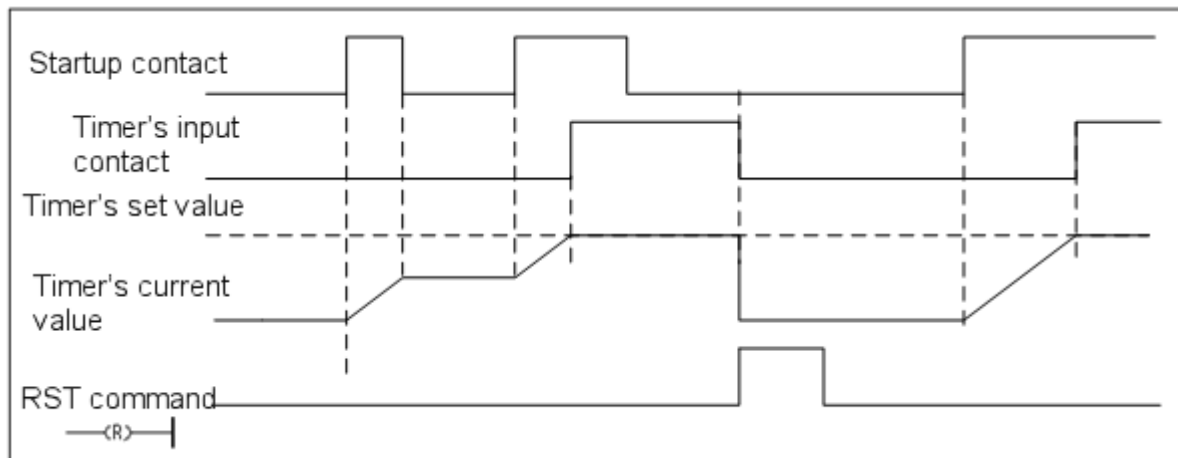 Startup contact
Timer's input
contact
Timer's set value
Timer's current
value
RST command
(R)